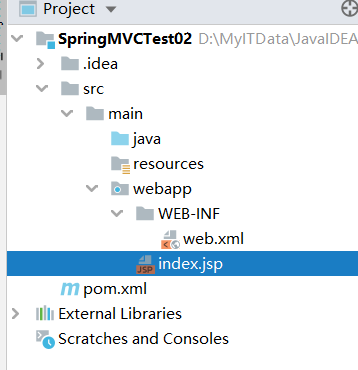 Project
SpringMVCTest02 D:\MyITData\JavaIDEA
.idea
src
main
java
resources
webapp
WEB-INF
web.xml
JSP index.jsp
m pom.xml
External Libraries
Scratches and Consoles